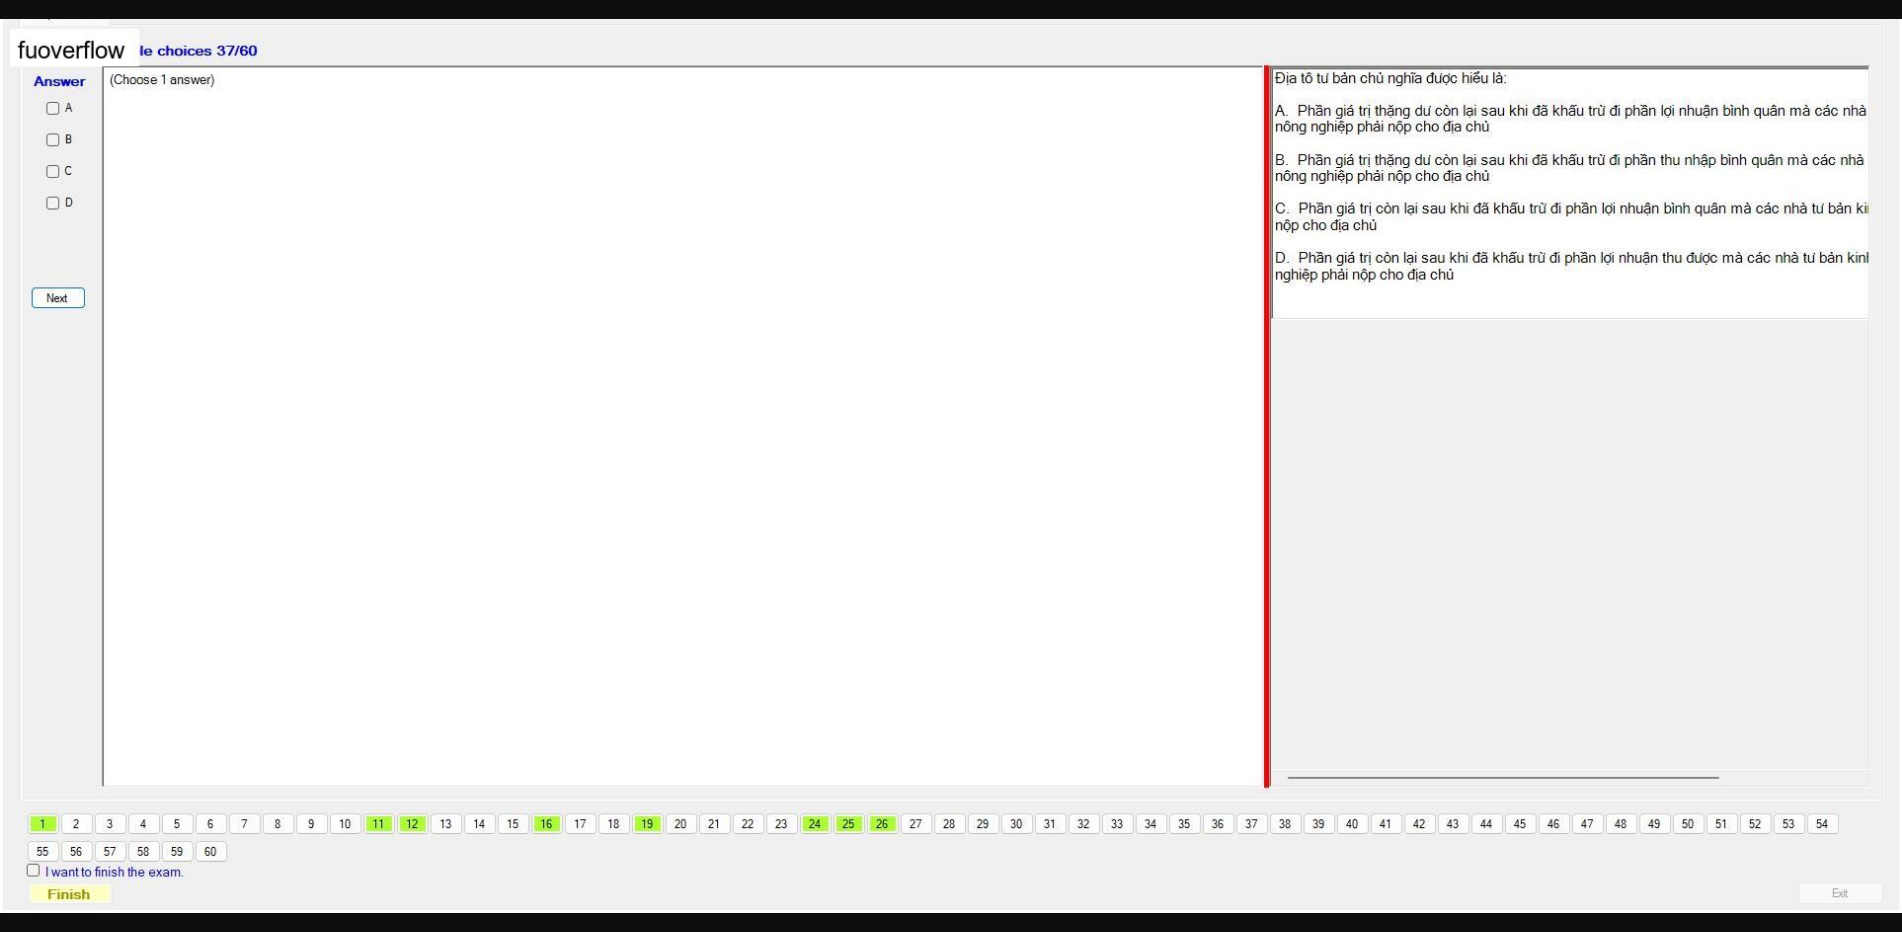 fuoverflow
le choices 37/60
Answer
(Choose 1 answer)
A
B
C
D
Next
Địa tô tư bản chủ nghĩa được hiểu là:
A. Phần giá trị thặng dư còn lại sau khi đã khấu trừ đi phần lợi nhuận bình quân mà các nhà
nông nghiệp phải nộp cho địa chủ
B. Phần giá trị thặng dư còn lại sau khi đã khấu trừ đi phần thu nhập bình quân mà các nhà
nông nghiệp phải nộp cho địa chủ
C. Phần giá trị còn lại sau khi đã khấu trừ đi phần lợi nhuận bình quân mà các nhà tư bản
nộp cho địa chủ
D. Phần giá trị còn lại sau khi đã khấu trừ đi phần lợi nhuận thu được mà các nhà tư bản
nghiệp phải nộp cho địa chủ
1 2 3 4 5 6 7 8 9 10 11 12 13 14 15 16 17 18 19 20 21 22 23 24 25 26 27 28 29 30 31 32 33 34 35 36 37 38 39 40 41 42 43 44 45 46 47 48 49 50 51 52 53 54
55 56 57 58 59 60
I want to finish the exam.
Finish
Exit